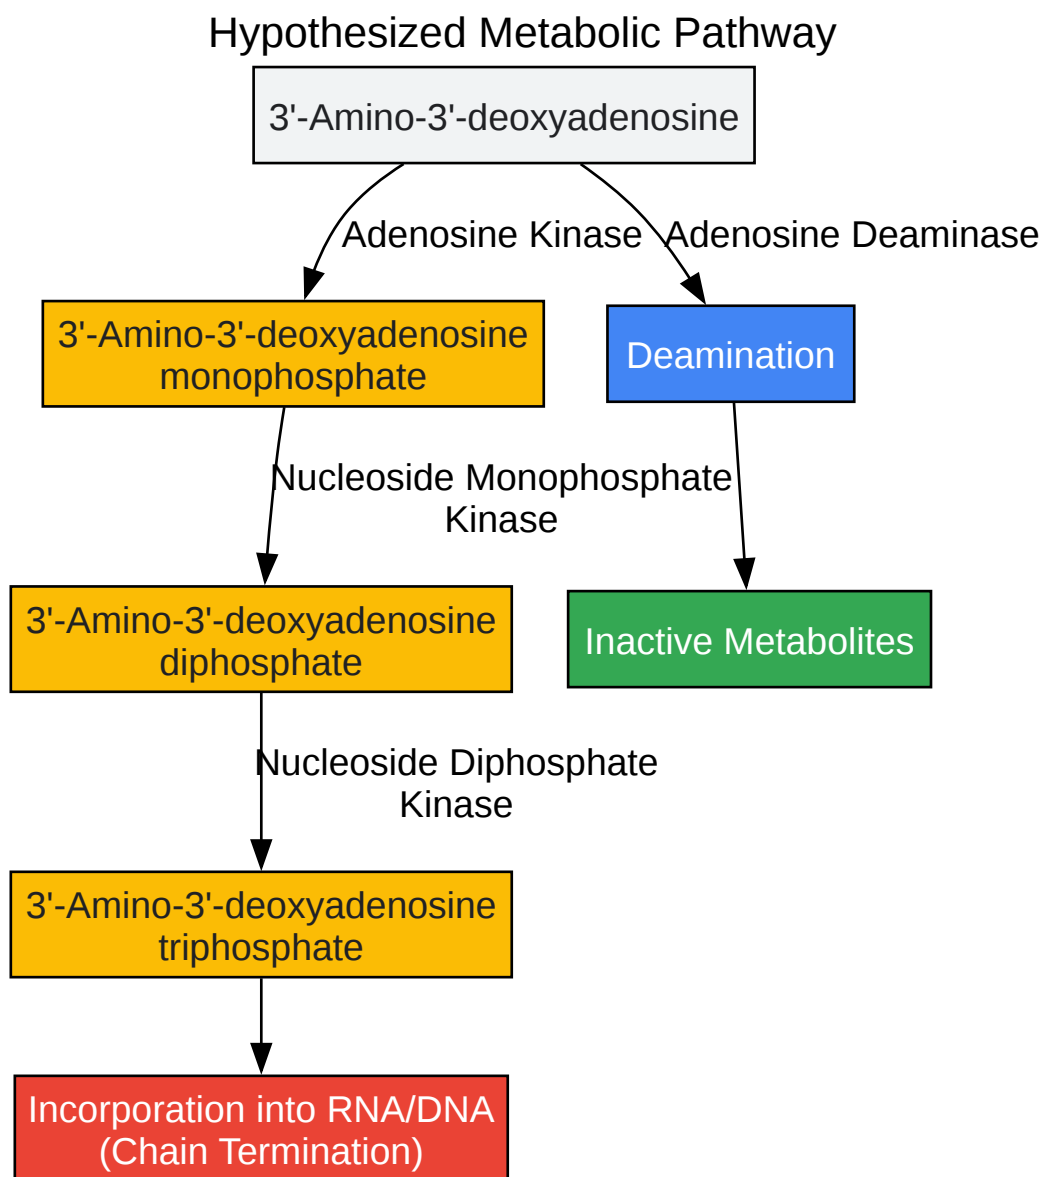 Hypothesized Metabolic Pathway
3'-Amino-3'-deoxyadenosine
Adenosine Kinase
Adenosine Deaminase
3'-Amino-3'-deoxyadenosine
monophosphate
Deamination
Nucleoside Monophosphate
Kinase
3'-Amino-3'-deoxyadenosine
diphosphate
Inactive Metabolites
Nucleoside Diphosphate
Kinase
3'-Amino-3'-deoxyadenosine
triphosphate
Incorporation into RNA/DNA
(Chain Termination)